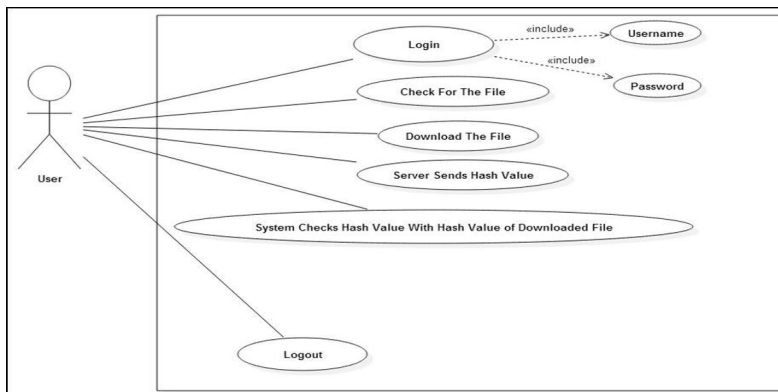 Login
«include»
Username
«include»
Password
Check For The File
Download The File
Server Sends Hash Value
User
System Checks Hash Value With Hash Value of Downloaded File
Logout